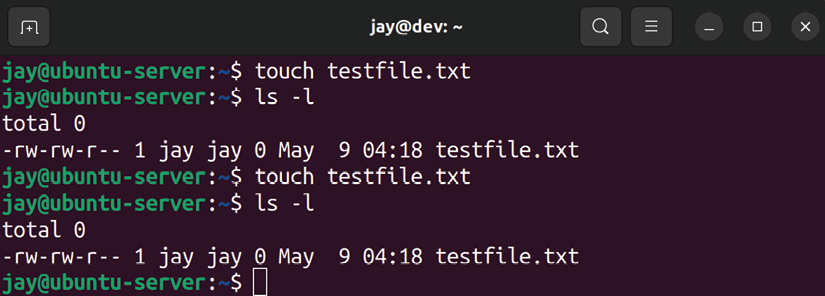 jay@dev: ~
jay@ubuntu-server:~$ touch testfile.txt
jay@ubuntu-server:~$ ls -l
total 0
-rw-rw-r-- 1 jay jay 0 May  9 04:18 testfile.txt
jay@ubuntu-server:~$ touch testfile.txt
jay@ubuntu-server:~$ ls -l
total 0
-rw-rw-r-- 1 jay jay 0 May  9 04:18 testfile.txt
jay@ubuntu-server:~$